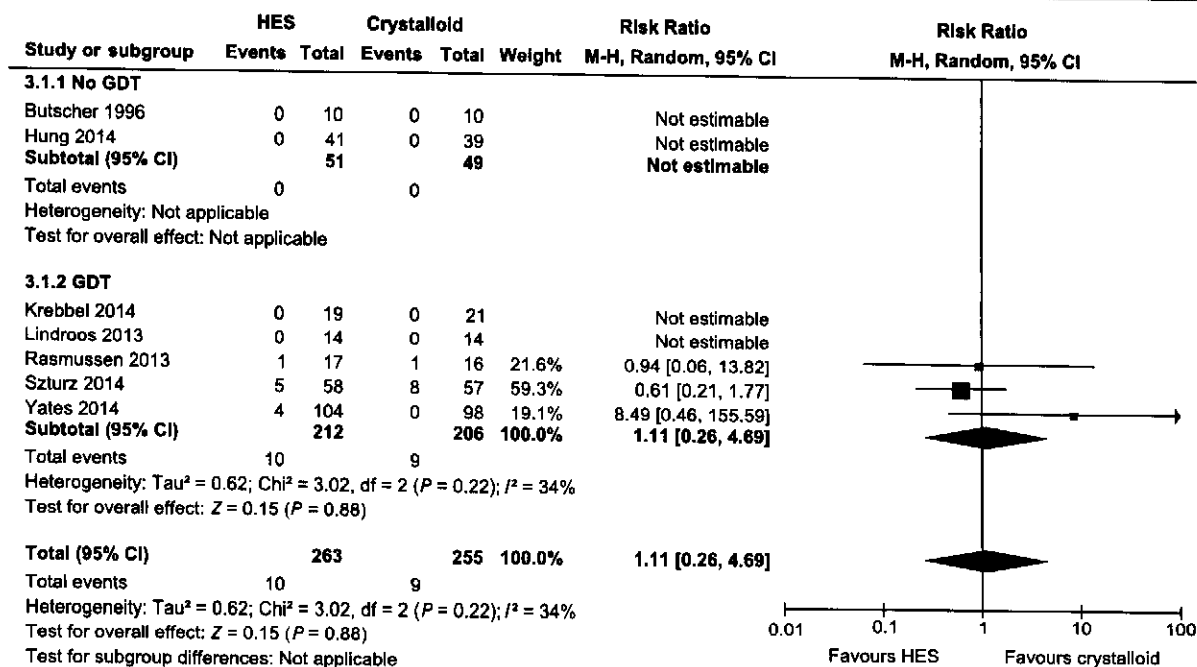 HES Crystalloid Risk Ratio Risk Ratio
Study or subgroup Events Total Events Total Weight M-H, Random, 95% CI M-H, Random, 95% CI
3.1.1 No GDT
Butscher 1996 0 10 0 10 Not estimable
Hung 2014 0 41 0 39 Not estimable
Subtotal (95% CI) 51 49 Not estimable
Total events 0 0
Heterogeneity: Not applicable
Test for overall effect: Not applicable
3.1.2 GDT
Krebbel 2014 0 19 0 21 Not estimable
Lindroos 2013 0 14 0 14 Not estimable
Rasmussen 2013 1 17 1 16 21.6% 0.94 [0.06, 13.82]
Szturz 2014 5 58 8 57 59.3% 0.61 [0.21, 1.77]
Yates 2014 4 104 0 98 19.1% 8.49 [0.46, 155.59]
Subtotal (95% CI) 212 206 100.0% 1.11 [0.26, 4.69]
Total events 10 9
Heterogeneity: Tau² = 0.62; Chi² = 3.02, df = 2 (P = 0.22); I² = 34%
Test for overall effect: Z = 0.15 (P = 0.88)
Total (95% CI) 263 255 100.0% 1.11 [0.26, 4.69]
Total events 10 9
Heterogeneity: Tau² = 0.62; Chi² = 3.02, df = 2 (P = 0.22); I² = 34%
Test for overall effect: Z = 0.15 (P = 0.88)
Test for subgroup differences: Not applicable
0.01 0.1 1 10 100
Favours HES Favours crystalloid